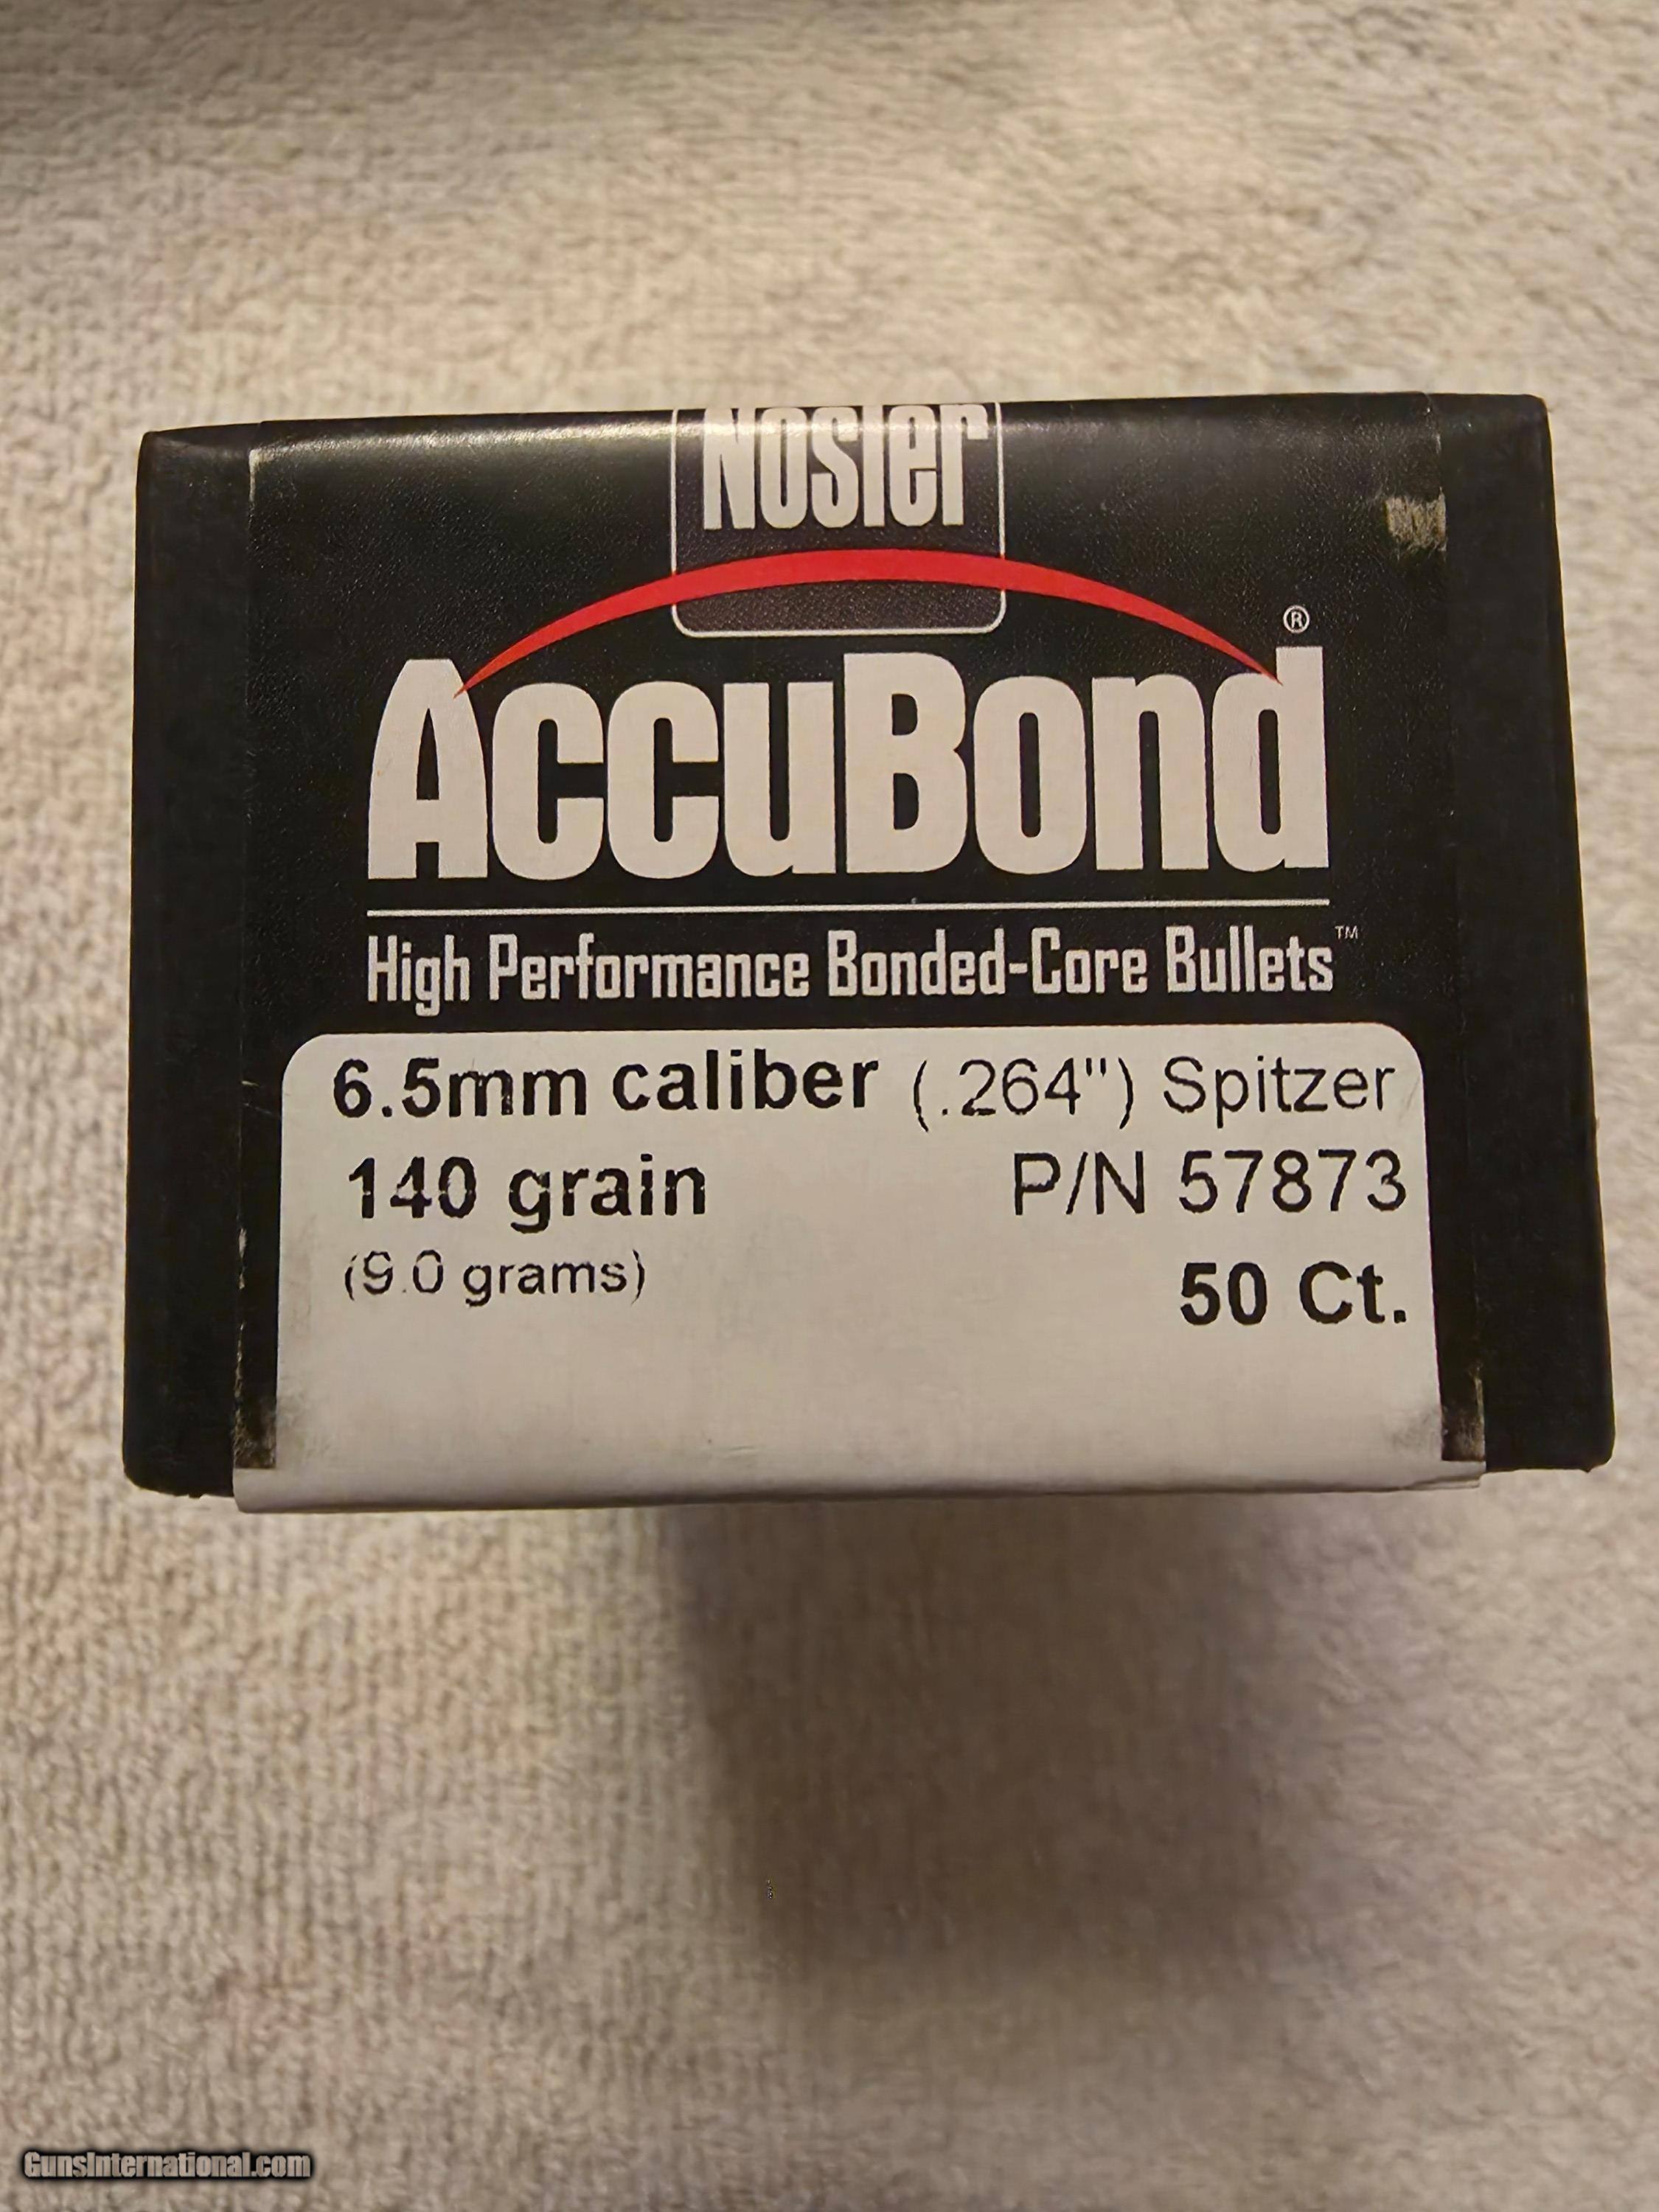 Nosler
®
AccuBond
High Performance Bonded-Core Bullets™
6.5mm caliber (.264") Spitzer
140 grain P/N 57873
(9.0 grams) 50 Ct.
GunsInternational.com